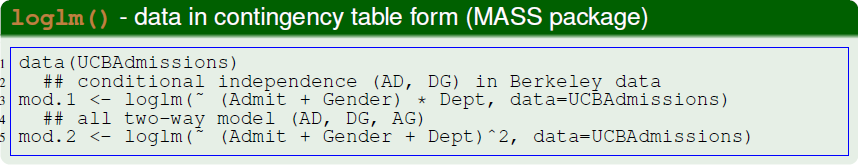 loglm() - data in contingency table form (MASS package)
1 data(UCBAdmissions)
2 ## conditional independence (AD, DG) in Berkeley data
3 mod.1 <- loglm(~ (Admit + Gender) * Dept, data=UCBAdmissions)
4 ## all two-way model (AD, DG, AG)
5 mod.2 <- loglm(~ (Admit + Gender + Dept)^2, data=UCBAdmissions)